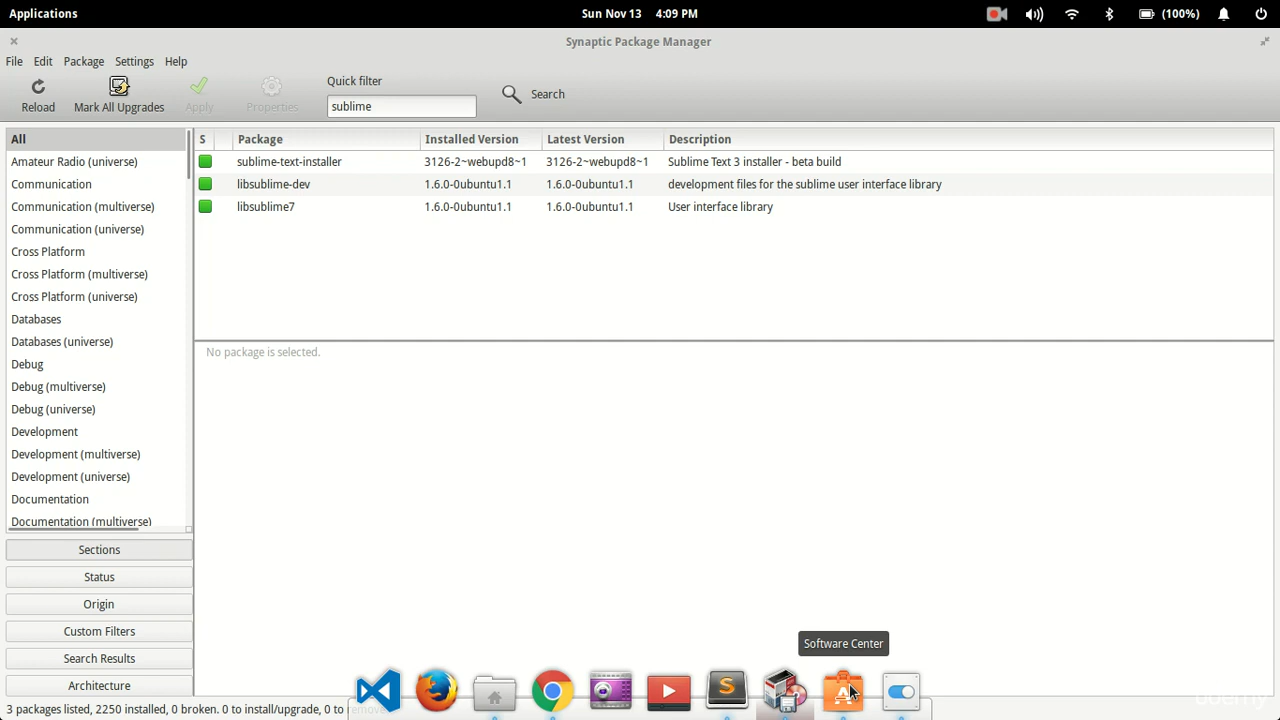 Applications
Sun Nov 13 4:09 PM
(100%)
Synaptic Package Manager
File Edit Package Settings Help
Reload
Mark All Upgrades
Apply
Properties
Quick filter
sublime
Search
All
Amateur Radio (universe)
Communication
Communication (multiverse)
Communication (universe)
Cross Platform
Cross Platform (multiverse)
Cross Platform (universe)
Databases
Databases (universe)
Debug
Debug (multiverse)
Debug (universe)
Development
Development (multiverse)
Development (universe)
Documentation
Documentation (multiverse)
Sections
Status
Origin
Custom Filters
Search Results
Architecture
S Package Installed Version Latest Version Description
sublime-text-installer 3126-2~webupd8~1 3126-2~webupd8~1 Sublime Text 3 installer - beta build
libsublime-dev 1.6.0-0ubuntu1.1 1.6.0-0ubuntu1.1 development files for the sublime user interface library
libsublime7 1.6.0-0ubuntu1.1 1.6.0-0ubuntu1.1 User interface library
No package is selected.
Software Center
3 packages listed, 2250 installed, 0 broken. 0 to install/upgrade, 0 to remove
udemy